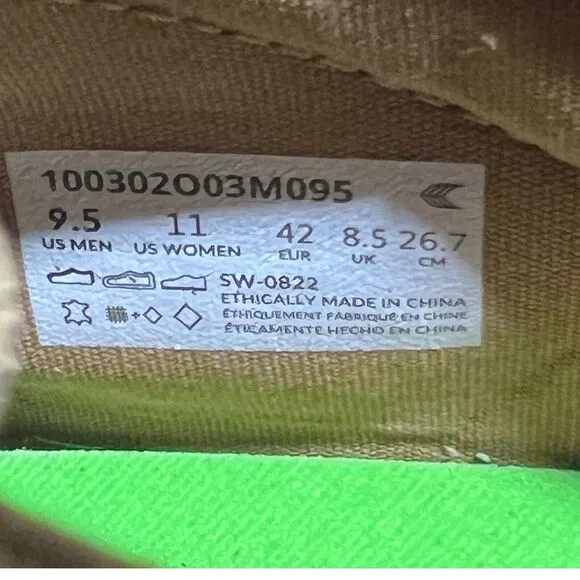 100302O03M095
9.5 11 42 8.5 26.7
US MEN US WOMEN EUR UK CM
SW-0822
ETHICALLY MADE IN CHINA
ÉTHIQUEMENT FABRIQUÉ EN CHINE
ÉTICAMENTE HECHO EN CHINA